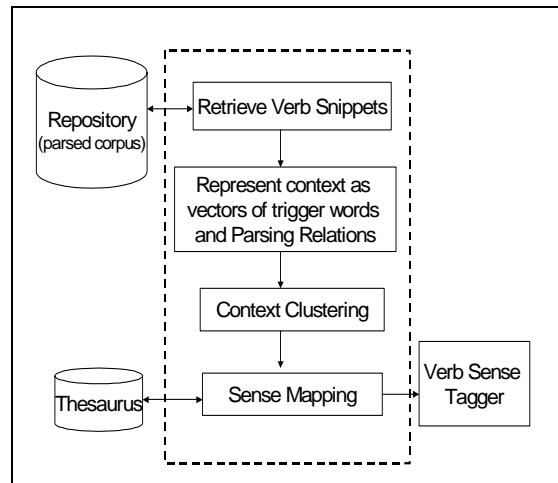 Repository
(parsed corpus)
Retrieve Verb Snippets
Represent context as
vectors of trigger words
and Parsing Relations
Context Clustering
Thesaurus
Sense Mapping
Verb Sense
Tagger